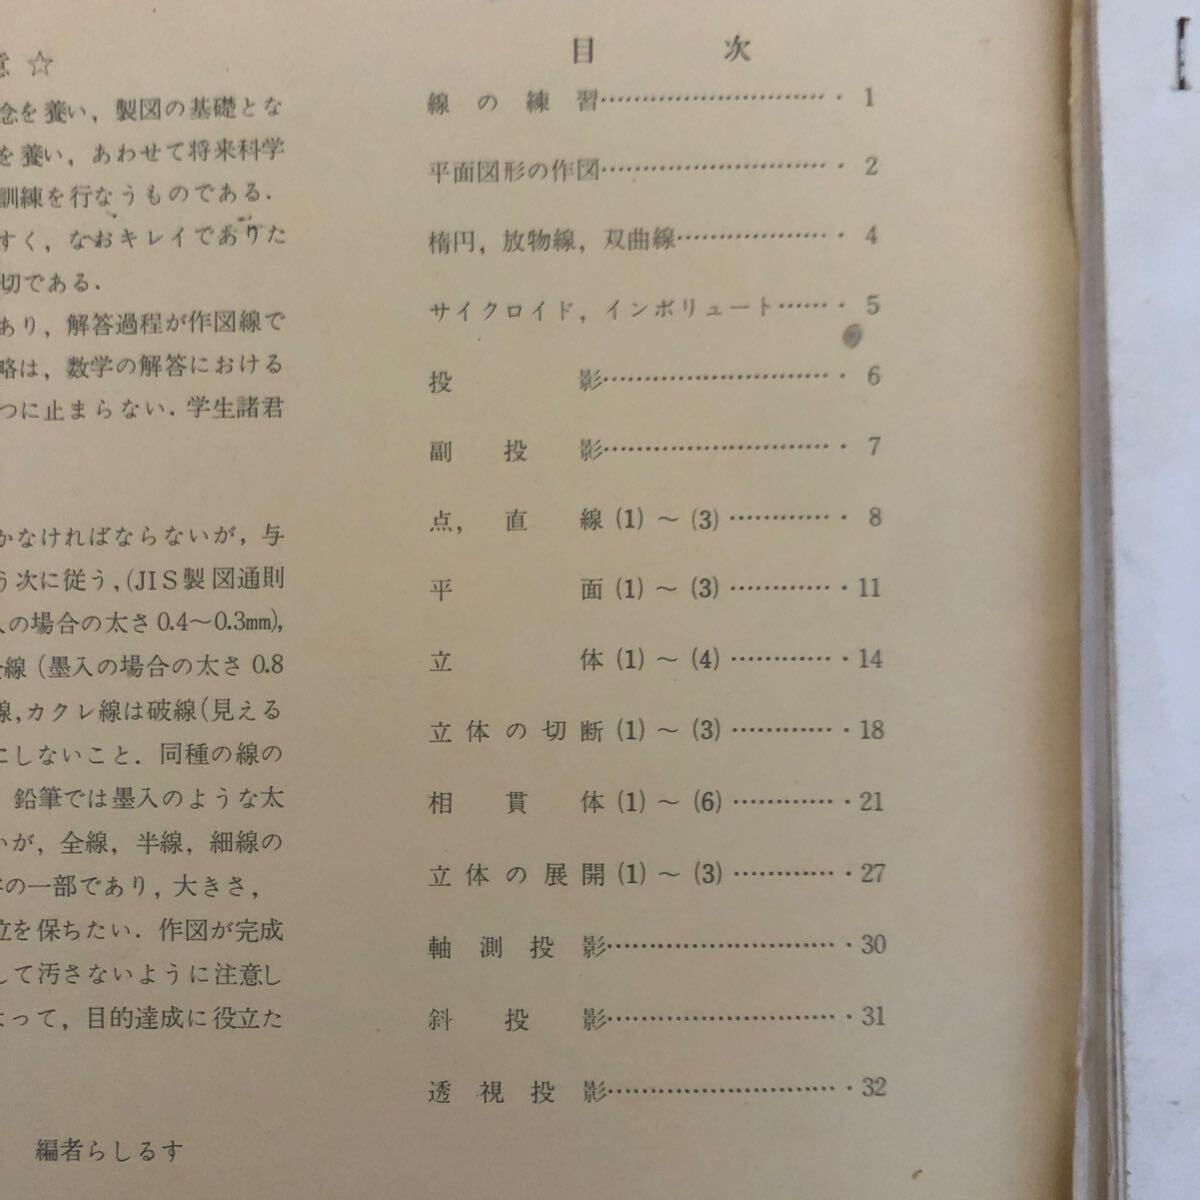 意 ☆
念を養い，製図の基礎とな
を養い，あわせて将来科学
訓練を行なうものである．
すく，なおキレイでありた
切である．
あり，解答過程が作図線で
略は，数学の解答における
つに止まらない．学生諸君
かなければならないが，与
う次に従う，(JIS製図通則
の場合の太さ0.4〜0.3mm)，
線（墨入の場合の太さ0.8
線，カクレ線は破線(見える
にしないこと．同種の線の
鉛筆では墨入のような太
いが，全線，半線，細線の
の一部であり，大きさ，
位を保ちたい．作図が完成
して汚さないように注意し
よって，目的達成に役立た
編者らしるす
目　次
線の練習…………………………・1
平面図形の作図…………………………・2
楕円，放物線，双曲線………………・4
サイクロイド，インボリュート……・5
投影…………………………・6
副投影…………………………・7
点，直線(1)〜(3)…………・8
平面(1)〜(3)…………・11
立体(1)〜(4)…………・14
立体の切断(1)〜(3)…………・18
相貫体(1)〜(6)…………・21
立体の展開(1)〜(3)…………・27
軸測投影…………………………・30
斜投影…………………………・31
透視投影…………………………・32